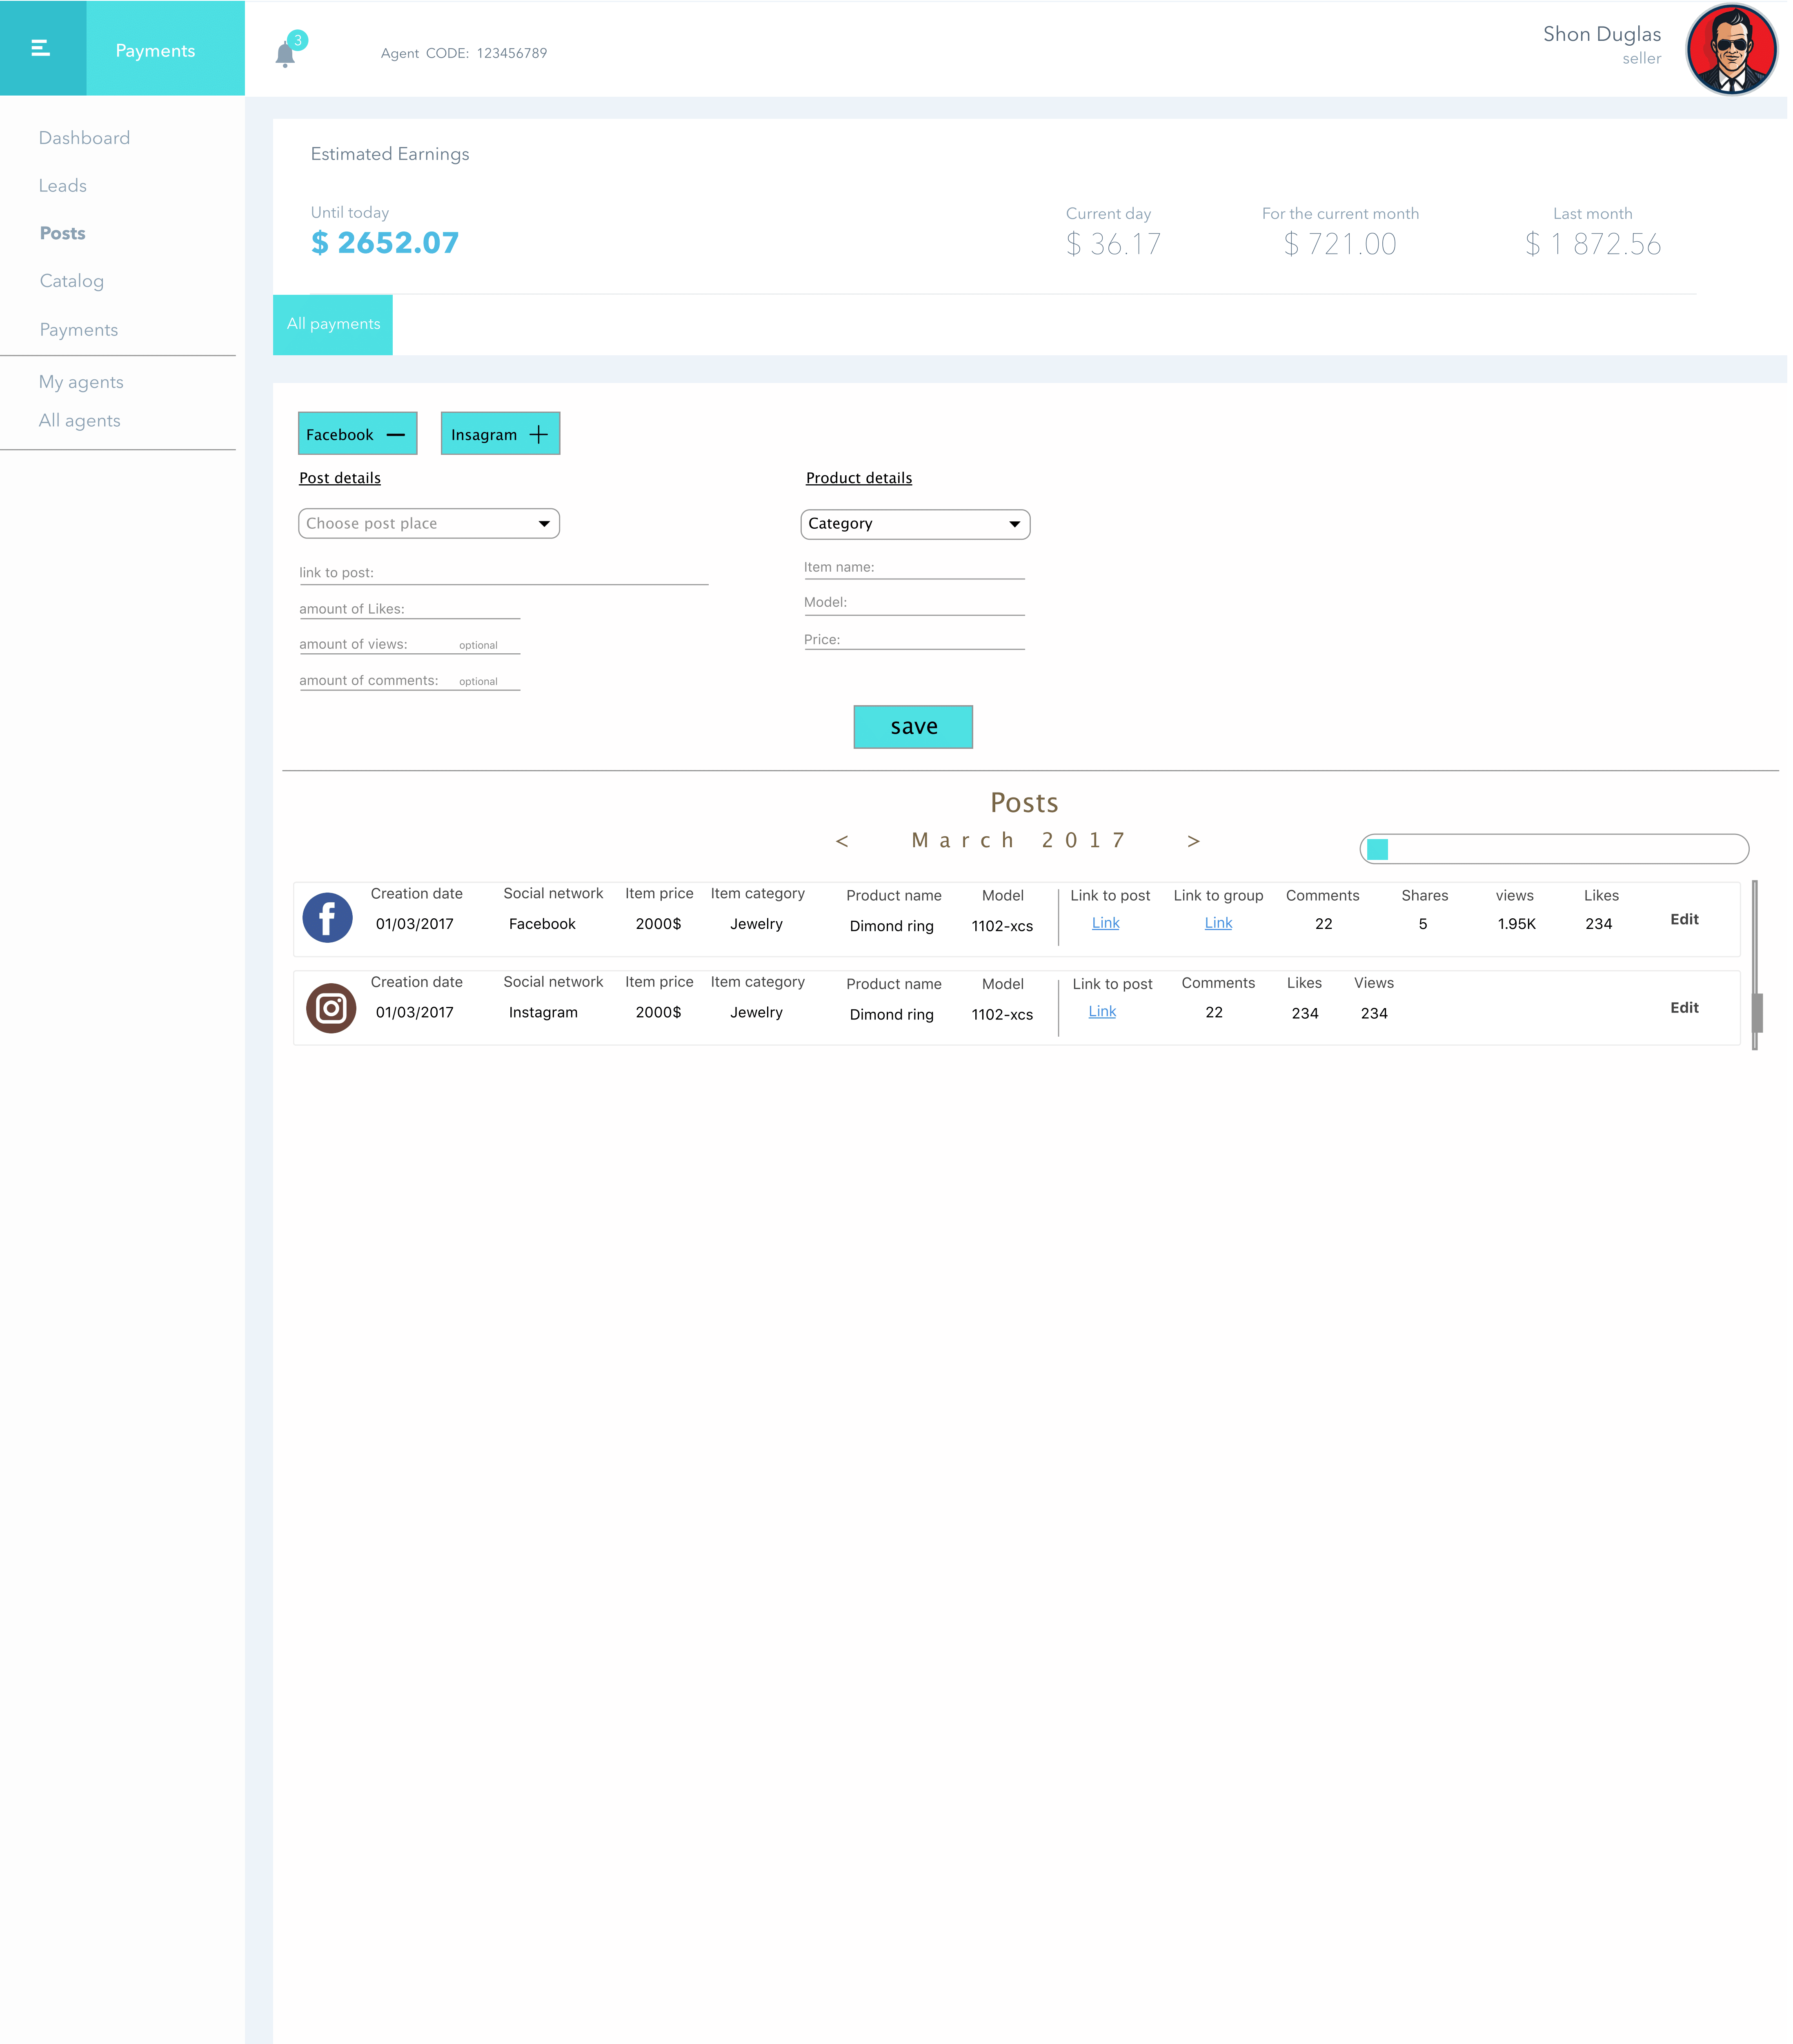 Payments
3
Agent CODE: 123456789
Shon Duglas
seller
Dashboard
Leads
Posts
Catalog
Payments
My agents
All agents
Estimated Earnings
Until today
$ 2652.07
Current day
$ 36.17
For the current month
$ 721.00
Last month
$ 1 872.56
All payments
Facebook
Insagram
Post details
Choose post place
link to post:
amount of Likes:
amount of views: optional
amount of comments: optional
Product details
Category
Item name:
Model:
Price:
save
Posts
< March 2017 >
Creation date Social network Item price Item category Product name Model Link to post Link to group Comments Shares views Likes
01/03/2017 Facebook 2000$ Jewelry Dimond ring 1102-xcs Link Link 22 5 1.95K 234 Edit
Creation date Social network Item price Item category Product name Model Link to post Comments Likes Views
01/03/2017 Instagram 2000$ Jewelry Dimond ring 1102-xcs Link 22 234 234 Edit